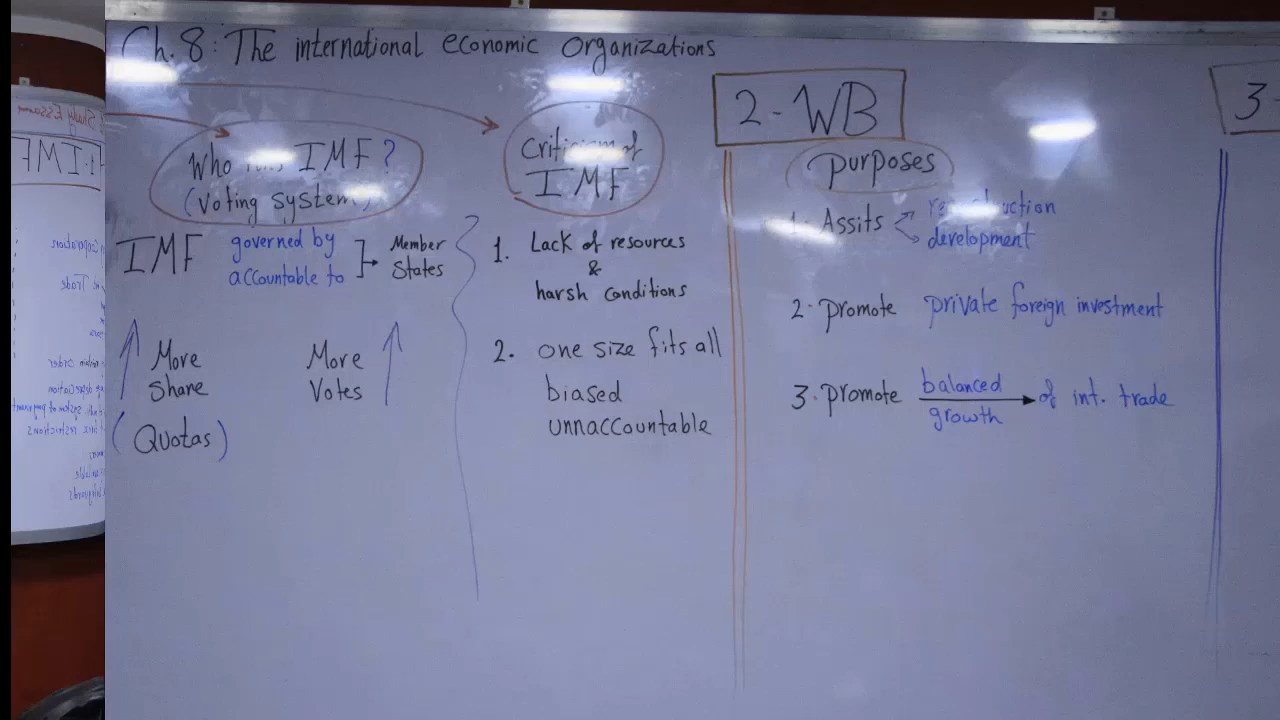 Ch. 8: The international economic organizations
Who IMF?
(Voting system)
IMF governed by
accountable to
Member
States
More
Share
(Quotas)
More
Votes
Criticism of
IMF
1. Lack of resources
&
harsh conditions
2. one size fits all
biased
unnaccountable
2-WB
purposes
1. Assits reconstruction
development
2. promote private foreign investment
3. promote balanced
growth
of int. trade
3-